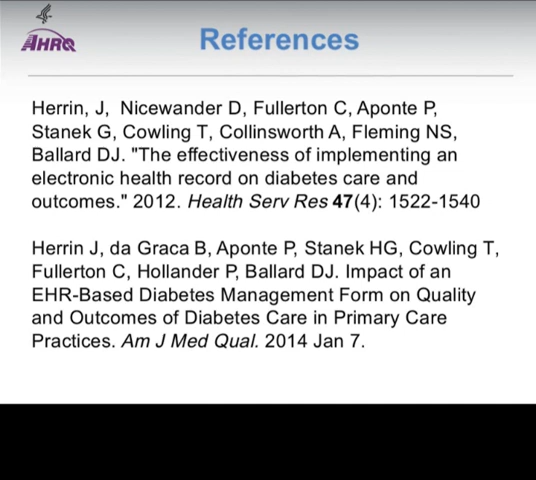 AHRQ
References
Herrin, J, Nicewander D, Fullerton C, Aponte P,
Stanek G, Cowling T, Collinsworth A, Fleming NS,
Ballard DJ. "The effectiveness of implementing an
electronic health record on diabetes care and
outcomes." 2012. Health Serv Res 47(4): 1522-1540
Herrin J, da Graca B, Aponte P, Stanek HG, Cowling T,
Fullerton C, Hollander P, Ballard DJ. Impact of an
EHR-Based Diabetes Management Form on Quality
and Outcomes of Diabetes Care in Primary Care
Practices. Am J Med Qual. 2014 Jan 7.